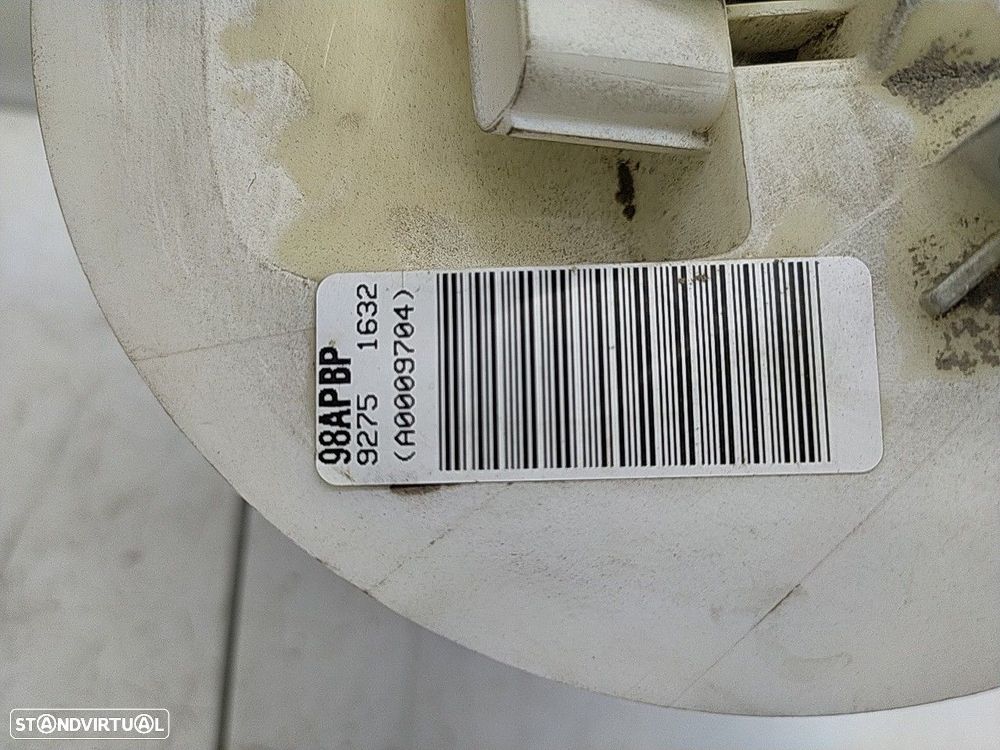 98APBP
9275 1632
(A0009704)
STANDVIRTUAL